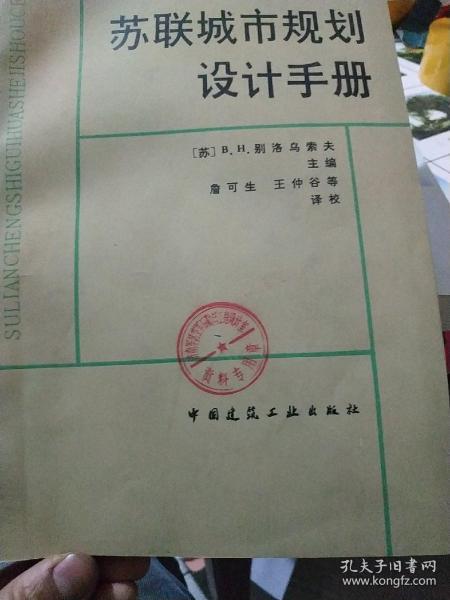 苏联城市规划
设计手册
〔苏〕B.H.别洛乌索夫
主编
詹可生 王仲谷等
译校
资料专用章
中国建筑工业出版社
SULIANCHENGSHIGUIHUASHEJISHOUCE
孔夫子旧书网
www.kongfz.com